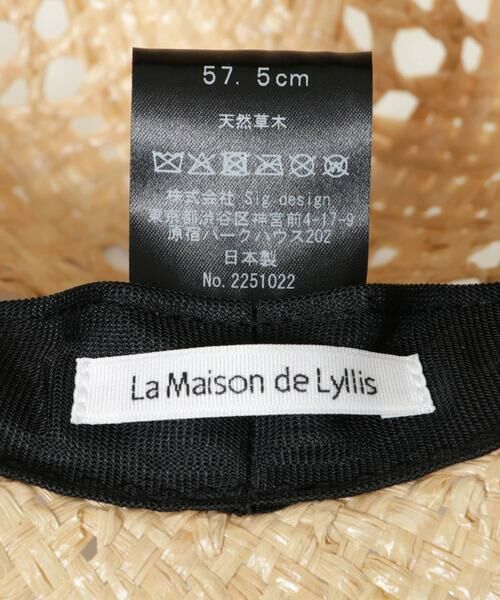 57. 5cm
天然草木
株式会社 Sig design
東京都渋谷区神宮前4-17-9
原宿パークハウス202
日本製
No. 2251022
La Maison de Lyllis